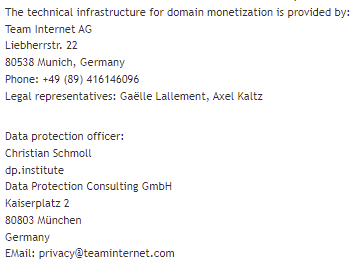 The technical infrastructure for domain monetization is provided by:
Team Internet AG
Liebherrstr. 22
80538 Munich, Germany
Phone: +49 (89) 416146096
Legal representatives: Gaëlle Lallement, Axel Kaltz
Data protection officer:
Christian Schmoll
dp.institute
Data Protection Consulting GmbH
Kaiserplatz 2
80803 München
Germany
EMail: privacy@teaminternet.com